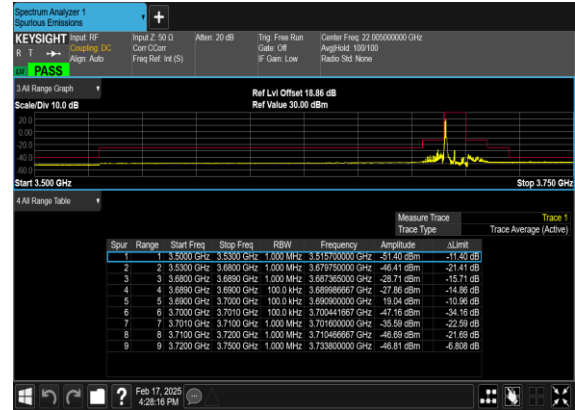 Spectrum Analyzer 1
Spurious Emissions
+
KEYSIGHT Input: RF Input Z: 50 Ω Atten: 20 dB Trig: Free Run Center Freq: 22.005000000 GHz
R T Coupling: DC Corr CCorr Gate: Off Avg|Hold: 100/100
Align: Auto Freq Ref: Int (S) IF Gain: Low Radio Std: None
PASS
3 All Range Graph Ref Lvl Offset 18.86 dB
Scale/Div 10.0 dB Ref Value 30.00 dBm
20.0
0.00
-20.0
-40.0
-60.0
Start 3.500 GHz Stop 3.750 GHz
4 All Range Table
Measure Trace Trace 1
Trace Type Trace Average (Active)
Spur Range Start Freq Stop Freq RBW Frequency Amplitude ΔLimit
1 1 3.5000 GHz 3.5300 GHz 1.000 MHz 3.515700000 GHz -51.40 dBm -11.40 dB
2 2 3.5300 GHz 3.6800 GHz 1.000 MHz 3.679750000 GHz -46.41 dBm -21.41 dB
3 3 3.6800 GHz 3.6890 GHz 1.000 MHz 3.687365000 GHz -28.71 dBm -15.71 dB
4 4 3.6890 GHz 3.6900 GHz 100.0 kHz 3.689986667 GHz -27.86 dBm -14.86 dB
5 5 3.6900 GHz 3.7000 GHz 100.0 kHz 3.690900000 GHz 19.04 dBm -10.96 dB
6 6 3.7000 GHz 3.7010 GHz 100.0 kHz 3.700441667 GHz -47.16 dBm -34.16 dB
7 7 3.7010 GHz 3.7100 GHz 1.000 MHz 3.701600000 GHz -35.59 dBm -22.59 dB
8 8 3.7100 GHz 3.7200 GHz 1.000 MHz 3.710466667 GHz -46.69 dBm -21.69 dB
9 9 3.7200 GHz 3.7500 GHz 1.000 MHz 3.733800000 GHz -46.81 dBm -6.808 dB
? Feb 17, 2025
4:28:16 PM